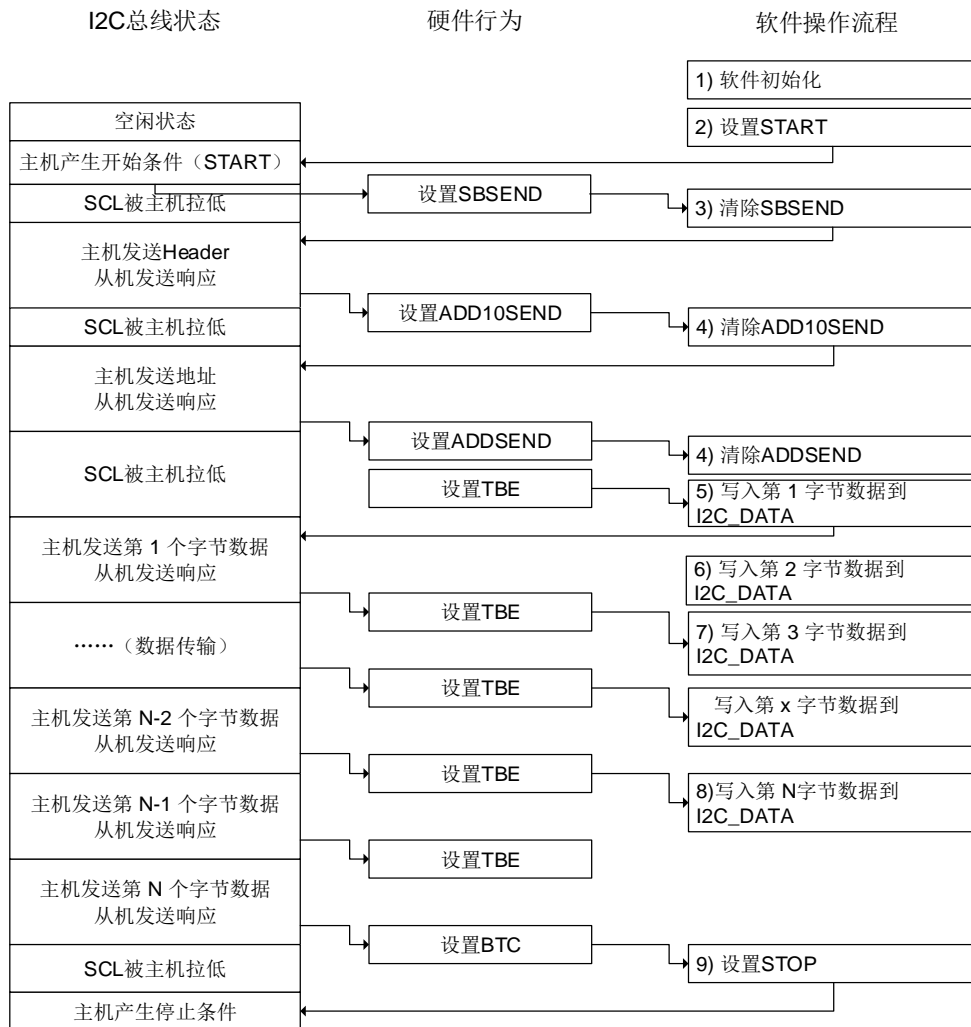 I2C总线状态
硬件行为
软件操作流程
1) 软件初始化
空闲状态
2) 设置START
主机产生开始条件（START）
SCL被主机拉低
设置SBSEND
3) 清除SBSEND
主机发送Header
从机发送响应
设置ADD10SEND
SCL被主机拉低
4) 清除ADD10SEND
主机发送地址
从机发送响应
设置ADDSEND
4) 清除ADDSEND
SCL被主机拉低
设置TBE
5) 写入第 1 字节数据到
I2C_DATA
主机发送第 1 个字节数据
从机发送响应
6) 写入第 2 字节数据到
I2C_DATA
设置TBE
7) 写入第 3 字节数据到
I2C_DATA
……（数据传输）
设置TBE
写入第 x 字节数据到
I2C_DATA
主机发送第 N-2 个字节数据
从机发送响应
设置TBE
8)写入第 N字节数据到
I2C_DATA
主机发送第 N-1 个字节数据
从机发送响应
设置TBE
主机发送第 N 个字节数据
从机发送响应
设置BTC
SCL被主机拉低
9) 设置STOP
主机产生停止条件